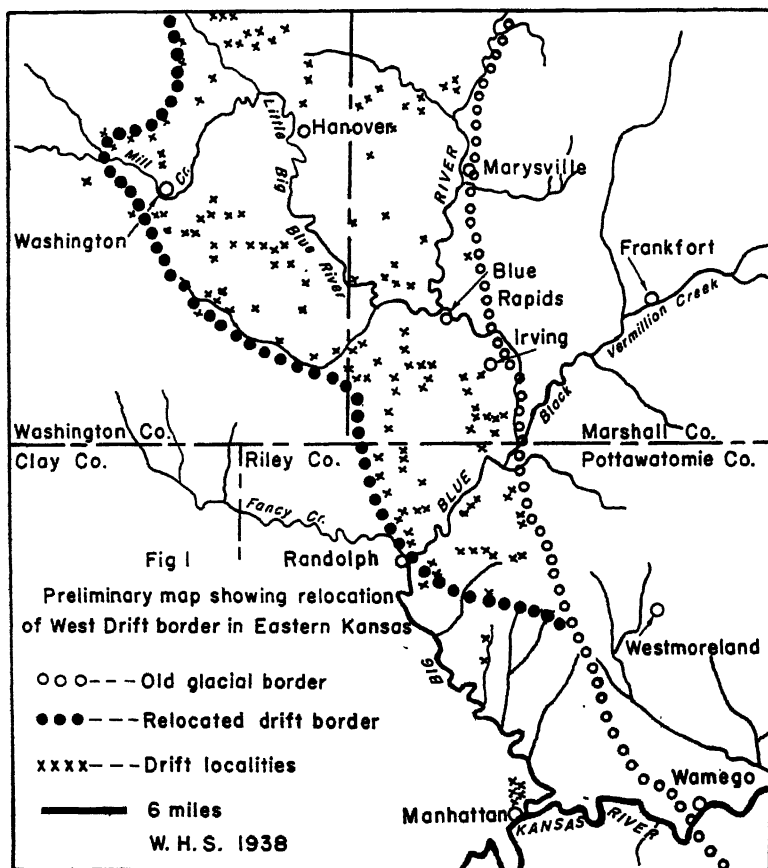 Little
Hanover
Mill
Cr.
Big
RIVER
Marysville
Washington
Blue
River
Frankfort
Blue
Rapids
Irving
Vermillion Creek
Black
Washington Co.
Marshall Co.
Clay Co.
Riley Co.
Pottawatomie Co.
BLUE
Fancy Cr.
Fig 1
Randolph
Preliminary map showing relocation
of West Drift border in Eastern Kansas
Westmoreland
BIG
Old glacial border
Relocated drift border
xxxx Drift localities
6 miles
W. H. S. 1938
Wamego
Manhattan
KANSAS RIVER